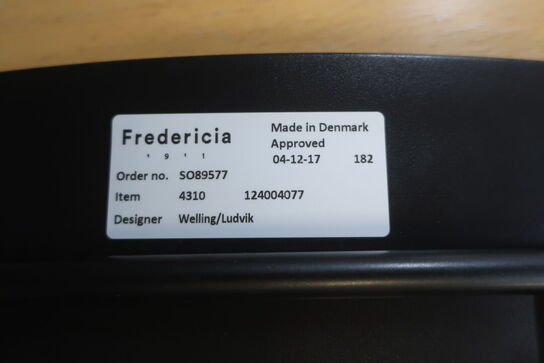 Fredericia
1 9 1 1
Made in Denmark
Approved
04-12-17 182
Order no. SO89577
Item 4310 124004077
Designer Welling/Ludvik